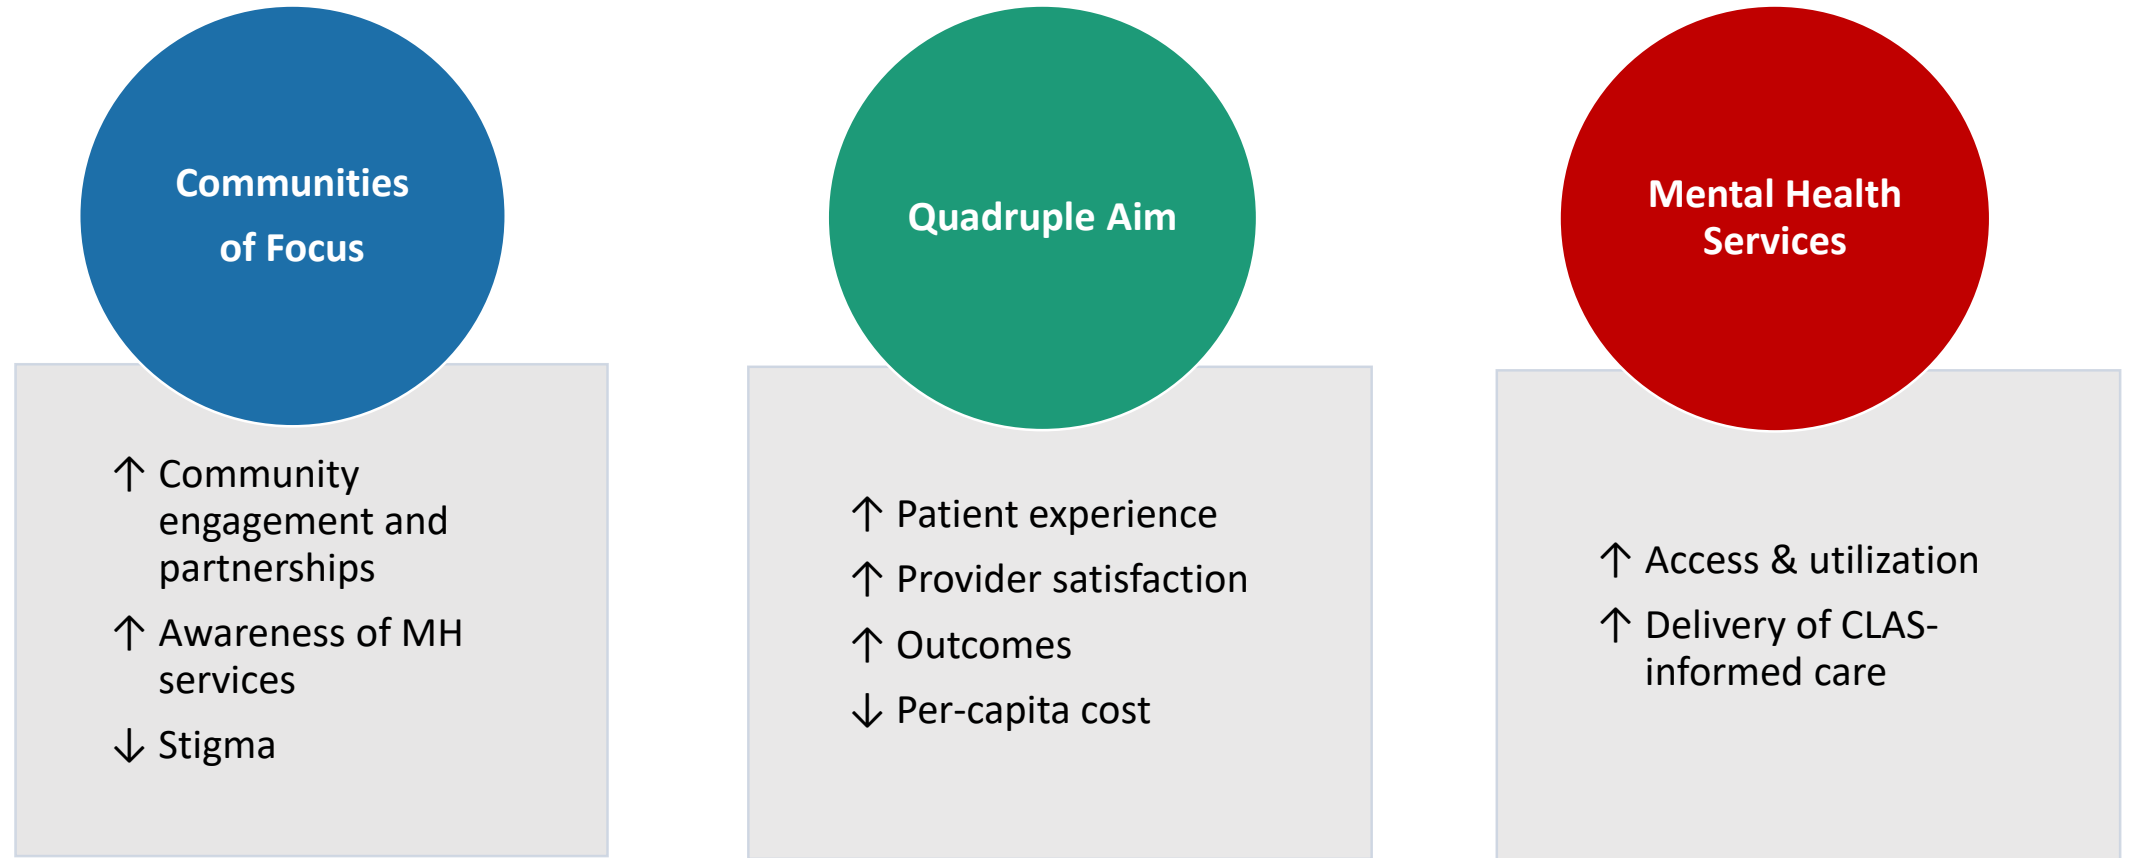 Communities
of Focus
↑ Community
engagement and
partnerships
↑ Awareness of MH
services
↓ Stigma
Quadruple Aim
↑ Patient experience
↑ Provider satisfaction
↑ Outcomes
↓ Per-capita cost
Mental Health
Services
↑ Access & utilization
↑ Delivery of CLAS-
informed care